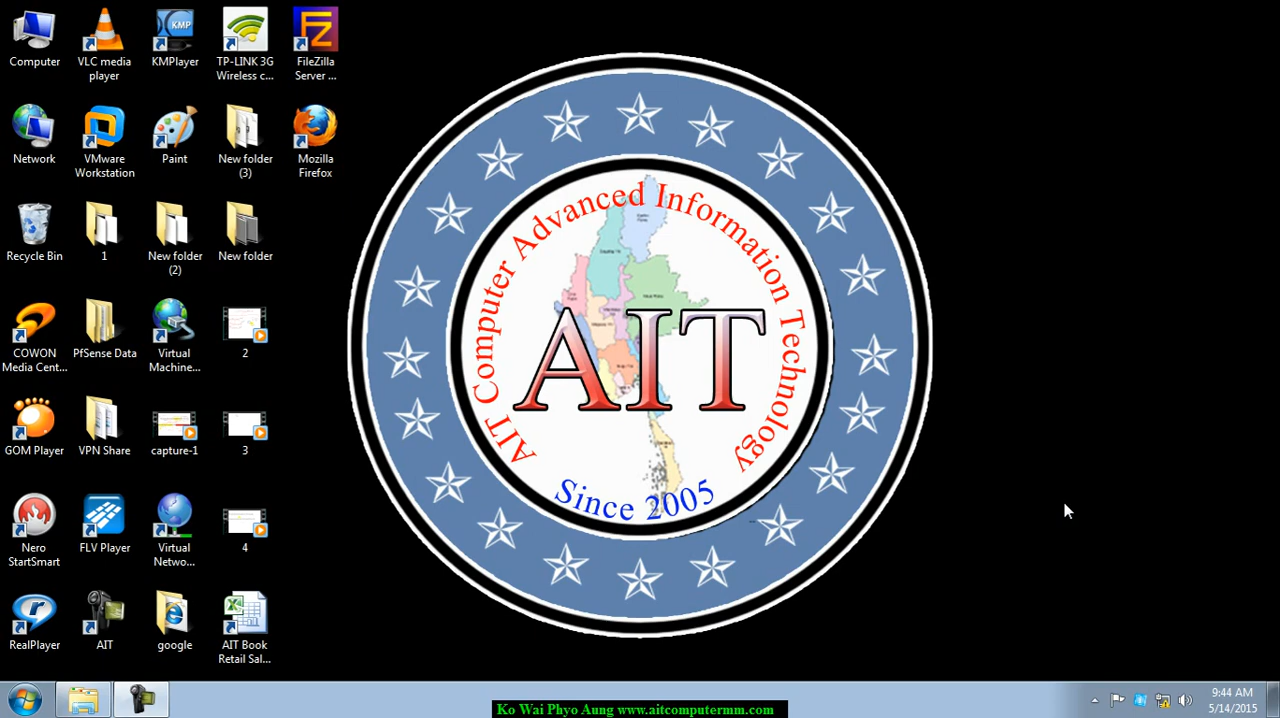 Computer
VLC media
player
KMPlayer
TP-LINK 3G
Wireless c...
FileZilla
Server ...
Network
VMware
Workstation
Paint
New folder
(3)
Mozilla
Firefox
Recycle Bin
1
New folder
(2)
New folder
COWON
Media Cent...
PfSense Data
Virtual
Machine...
2
GOM Player
VPN Share
capture-1
3
Nero
StartSmart
FLV Player
Virtual
Netwo...
4
RealPlayer
AIT
google
AIT Book
Retail Sal...
KMP
AIT Computer Advanced Information Technology
AIT
Since 2005
Ko Wai Phyo Aung www.aitcomputermm.com
9:44 AM
5/14/2015